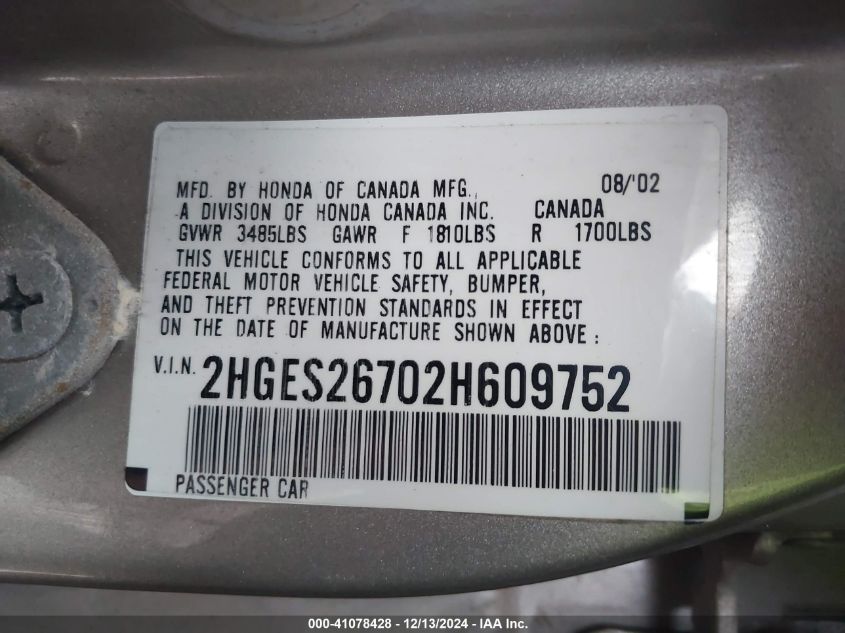 MFD. BY HONDA OF CANADA MFG., 08/'02
A DIVISION OF HONDA CANADA INC. CANADA
GVWR 3485LBS GAWR F 1810LBS R 1700LBS
THIS VEHICLE CONFORMS TO ALL APPLICABLE
FEDERAL MOTOR VEHICLE SAFETY, BUMPER,
AND THEFT PREVENTION STANDARDS IN EFFECT
ON THE DATE OF MANUFACTURE SHOWN ABOVE:
V.I.N. 2HGES26702H609752
PASSENGER CAR
000-41078428 - 12/13/2024 - IAA Inc.